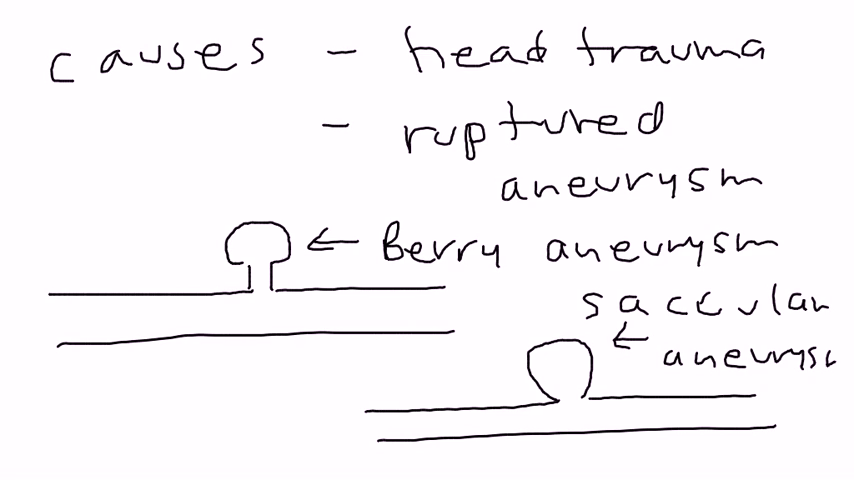 causes - head trauma
- ruptured
aneurysm
← Berry aneurysm
saccular
← aneurysm